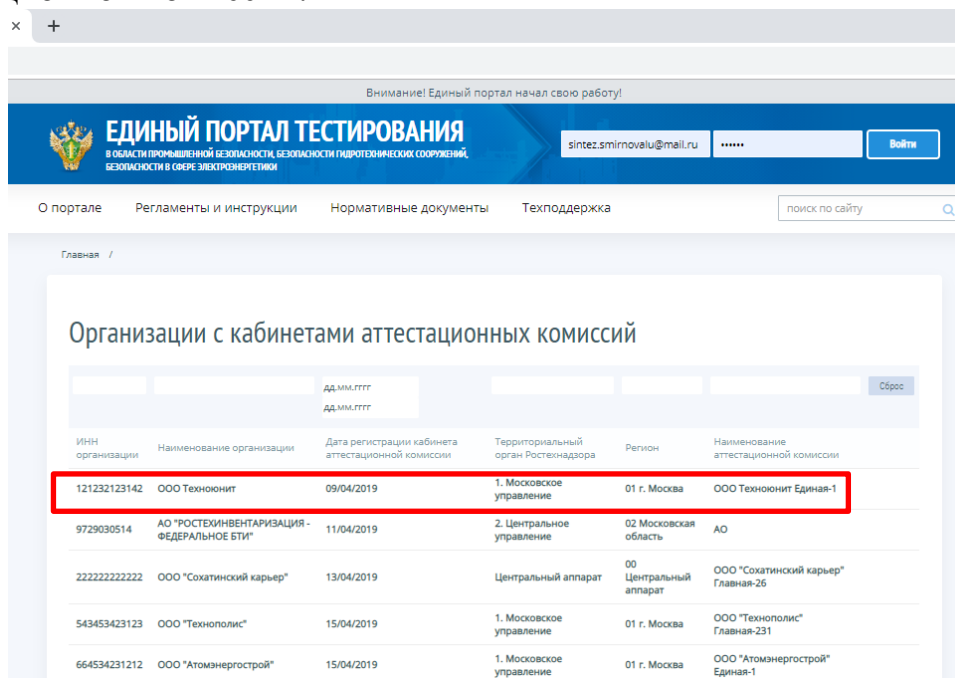 × +
Внимание! Единый портал начал свою работу!
ЕДИНЫЙ ПОРТАЛ ТЕСТИРОВАНИЯ
В ОБЛАСТИ ПРОМЫШЛЕННОЙ БЕЗОПАСНОСТИ, БЕЗОПАСНОСТИ ГИДРОТЕХНИЧЕСКИХ СООРУЖЕНИЙ,
БЕЗОПАСНОСТИ В СФЕРЕ ЭЛЕКТРОЭНЕРГЕТИКИ
sintez.smirnovalu@mail.ru •••••• Войти
О портале Регламенты и инструкции Нормативные документы Техподдержка поиск по сайту
Главная /
Организации с кабинетами аттестационных комиссий
дд.мм.гггг Сброс
дд.мм.гггг
ИНН Наименование организации Дата регистрации кабинета Территориальный Регион Наименование
организации аттестационной комиссии орган Ростехнадзора аттестационной комиссии
121232123142 ООО Техноюнит 09/04/2019 1. Московское 01 г. Москва ООО Техноюнит Единая-1
управление
9729030514 АО "РОСТЕХИНВЕНТАРИЗАЦИЯ - 11/04/2019 2. Центральное 02 Московская АО
ФЕДЕРАЛЬНОЕ БТИ" управление область
222222222222 ООО "Сохатинский карьер" 13/04/2019 Центральный аппарат 00 ООО "Сохатинский карьер"
Центральный Главная-26
аппарат
543453423123 ООО "Технополис" 15/04/2019 1. Московское 01 г. Москва ООО "Технополис"
управление Главная-231
664534231212 ООО "Атомэнергострой" 15/04/2019 1. Московское 01 г. Москва ООО "Атомэнергострой"
управление Единая-1